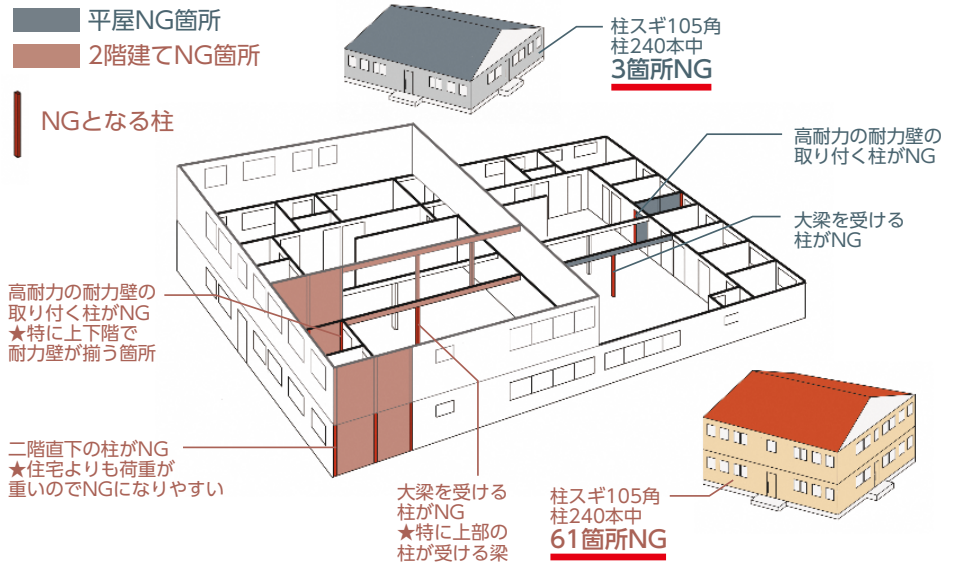 平屋NG箇所
2階建てNG箇所
NGとなる柱
柱スギ105角
柱240本中
3箇所NG
高耐力の耐力壁の
取り付く柱がNG
大梁を受ける
柱がNG
高耐力の耐力壁の
取り付く柱がNG
★特に上下階で
耐力壁が揃う箇所
二階直下の柱がNG
★住宅よりも荷重が
重いのでNGになりやすい
大梁を受ける
柱がNG
★特に上部の
柱が受ける梁
柱スギ105角
柱240本中
61箇所NG